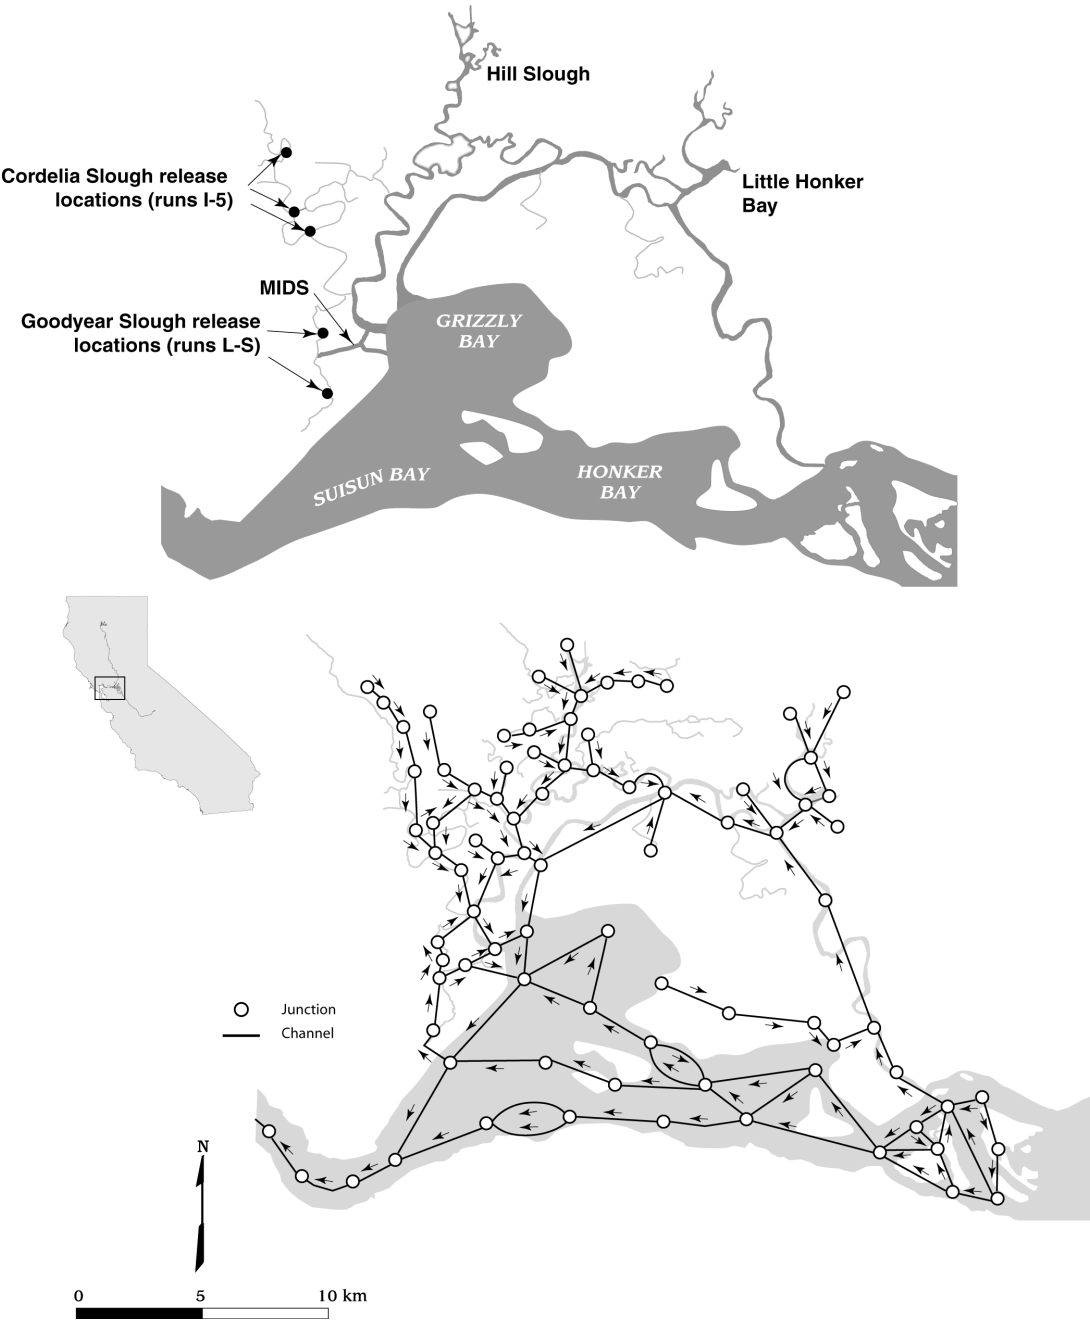 Hill Slough
Cordelia Slough release
locations (runs I-5)
Little Honker
Bay
MIDS
Goodyear Slough release
locations (runs L-S)
GRIZZLY
BAY
SUISUN BAY
HONKER
BAY
Junction
Channel
N
0 5 10 km